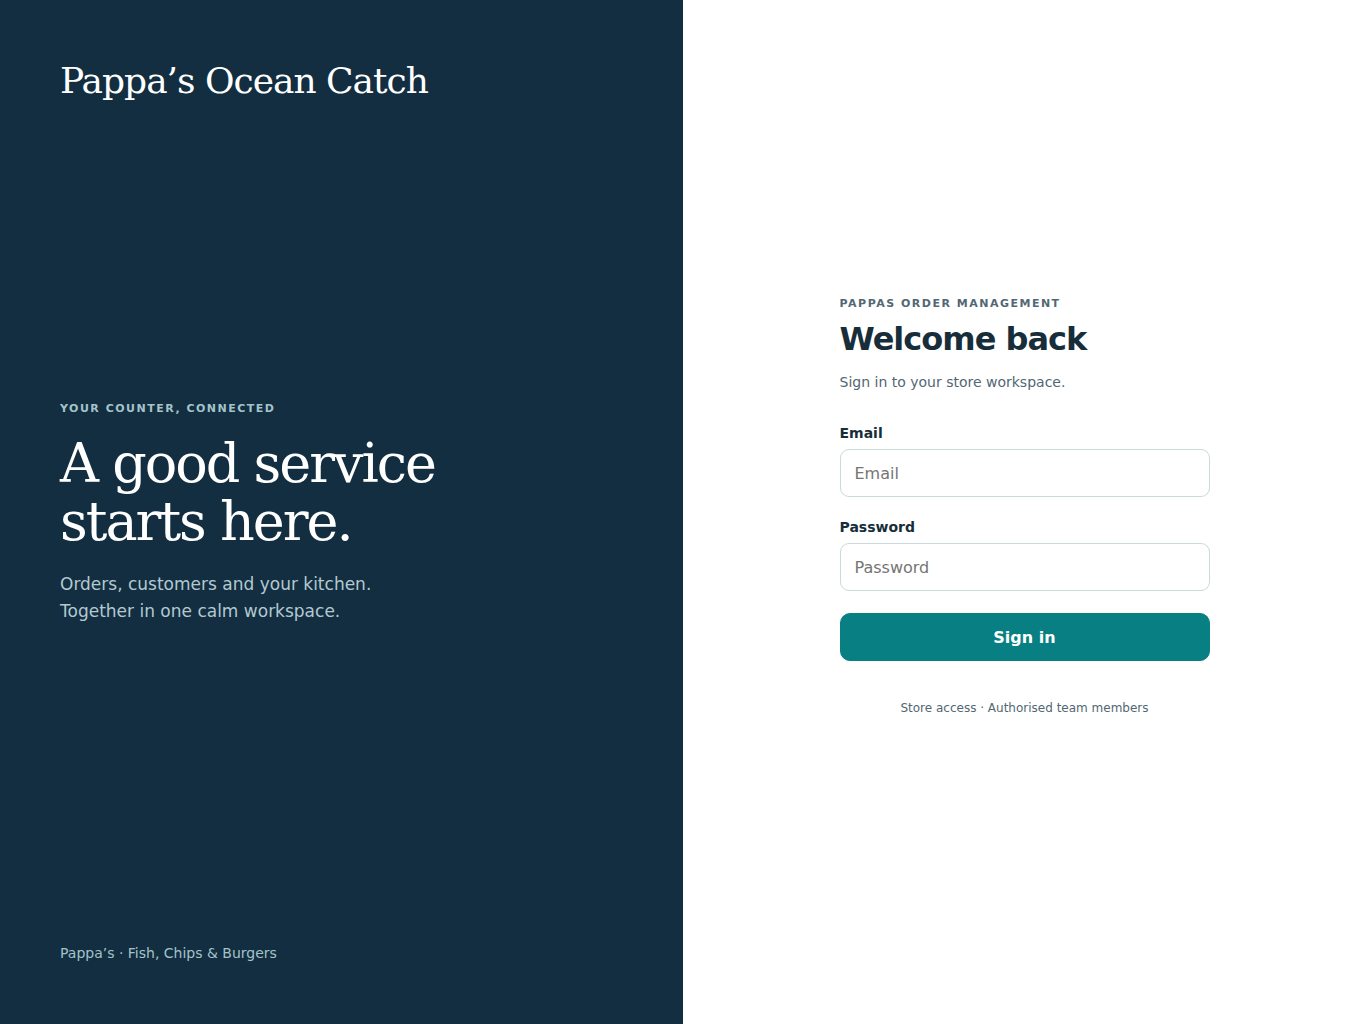 Pappa’s Ocean Catch
YOUR COUNTER, CONNECTED
A good service
starts here.
Orders, customers and your kitchen.
Together in one calm workspace.
Pappa’s · Fish, Chips & Burgers
PAPPAS ORDER MANAGEMENT
Welcome back
Sign in to your store workspace.
Email
Email
Password
Password
Sign in
Store access · Authorised team members